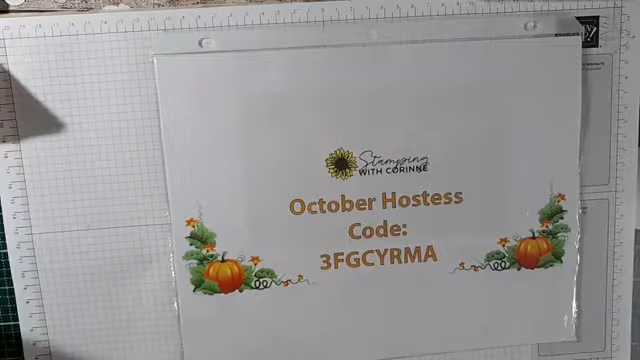 Stamping
WITH CORINNE
October Hostess
Code:
3FGCYRMA